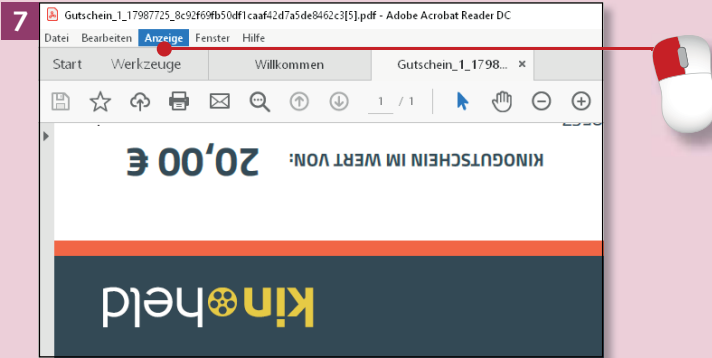 7
Gutschein_1_17987725_8c92f69fb50df1caaf42d7a5de8462c3[5].pdf - Adobe Acrobat Reader DC
Datei Bearbeiten Anzeige Fenster Hilfe
Start Werkzeuge Willkommen Gutschein_1_1798... ×
1 / 1
KINOGUTSCHEIN IM WERT VON: 20,00 €
kinoheld